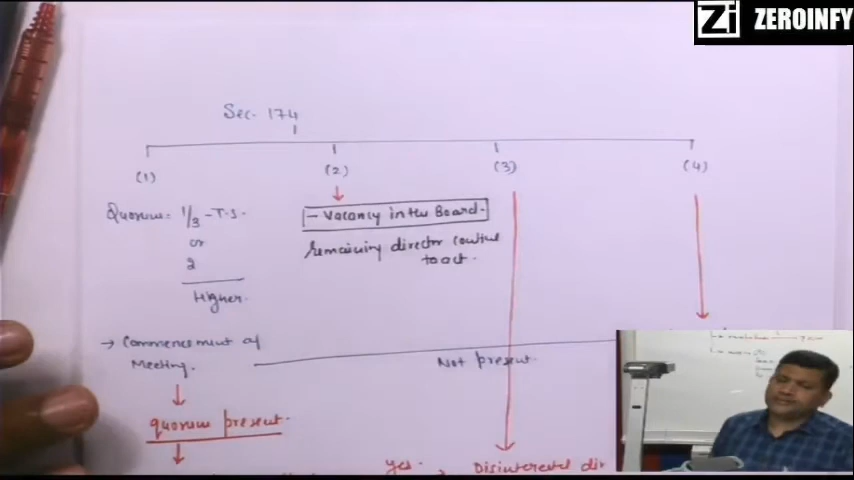 Zi ZEROINFY
Sec. 174
(1) (2) (3) (4)
Quorum = 1/3 - T.S.
or
2
Higher.
- Vacancy in the Board.
Remaining director continue
to act.
→ Commencement of
Meeting.
Not present.
quorum present.
yes. → Disinterested dir